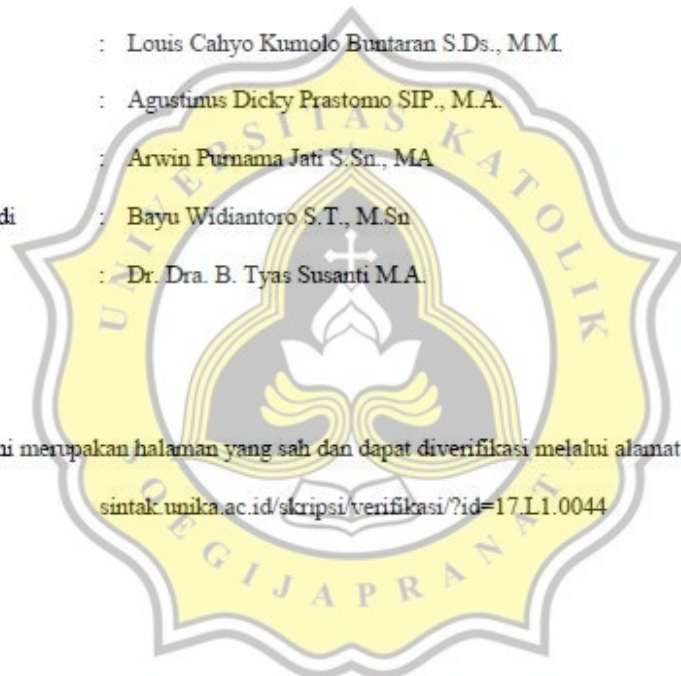 : Louis Cahyo Kumolo Buntaran S.Ds., M.M.
: Agustinus Dicky Prastomo SIP., M.A.
: Arwin Purnama Jati S.Sn., MA
di : Bayu Widiantoro S.T., M.Sn
: Dr. Dra. B. Tyas Susanti M.A.
ni merupakan halaman yang sah dan dapat diverifikasi melalui alamat
sintak.unika.ac.id/skripsi/verifikasi/?id=17.L1.0044
UNIVERSITAS KATOLIK
SOEGIJAPRANATA